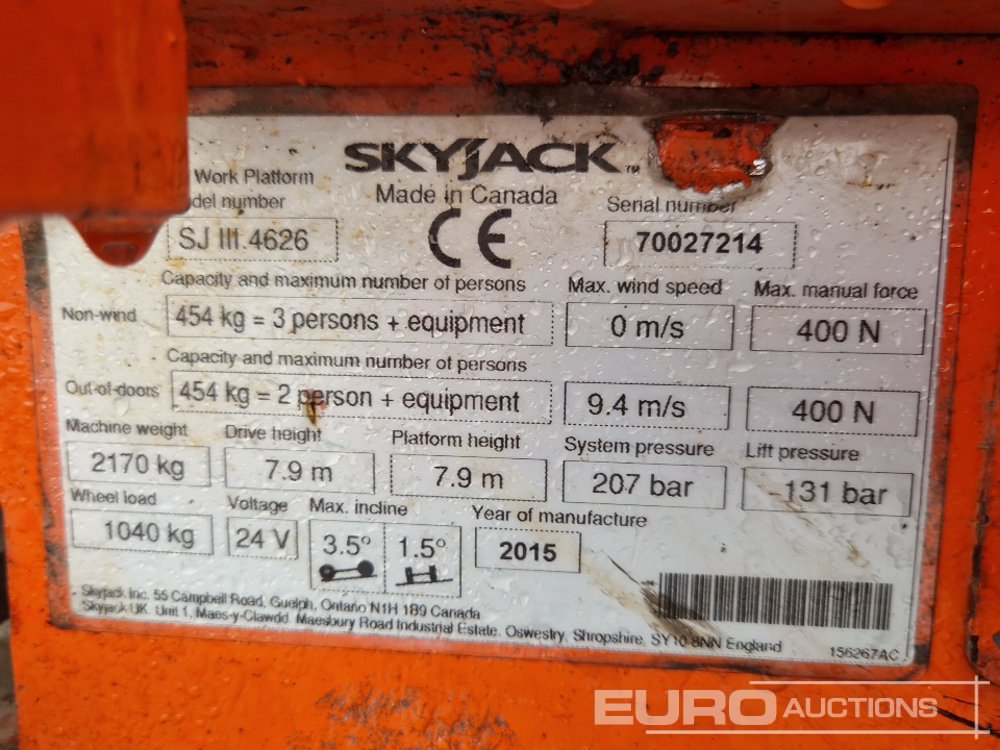 SKYJACK™
Work Platform
Made in Canada
del number
Serial number
SJ III 4626
CE
70027214
Capacity and maximum number of persons
Max. wind speed
Max. manual force
Non-wind
454 kg = 3 persons + equipment
0 m/s
400 N
Capacity and maximum number of persons
Out-of-doors
454 kg = 2 person + equipment
9.4 m/s
400 N
Machine weight
Drive height
Platform height
System pressure
Lift pressure
2170 kg
7.9 m
7.9 m
207 bar
131 bar
Wheel load
Voltage
Max. incline
Year of manufacture
1040 kg
24 V
3.5°
1.5°
2015
Skyjack Inc. 55 Campbell Road, Guelph, Ontario N1H 1B9 Canada
Skyjack UK. Unit 1, Maes-y-Clawdd, Maesbury Road Industrial Estate, Oswestry, Shropshire, SY10 8NN England
156267AC
EURO AUCTIONS